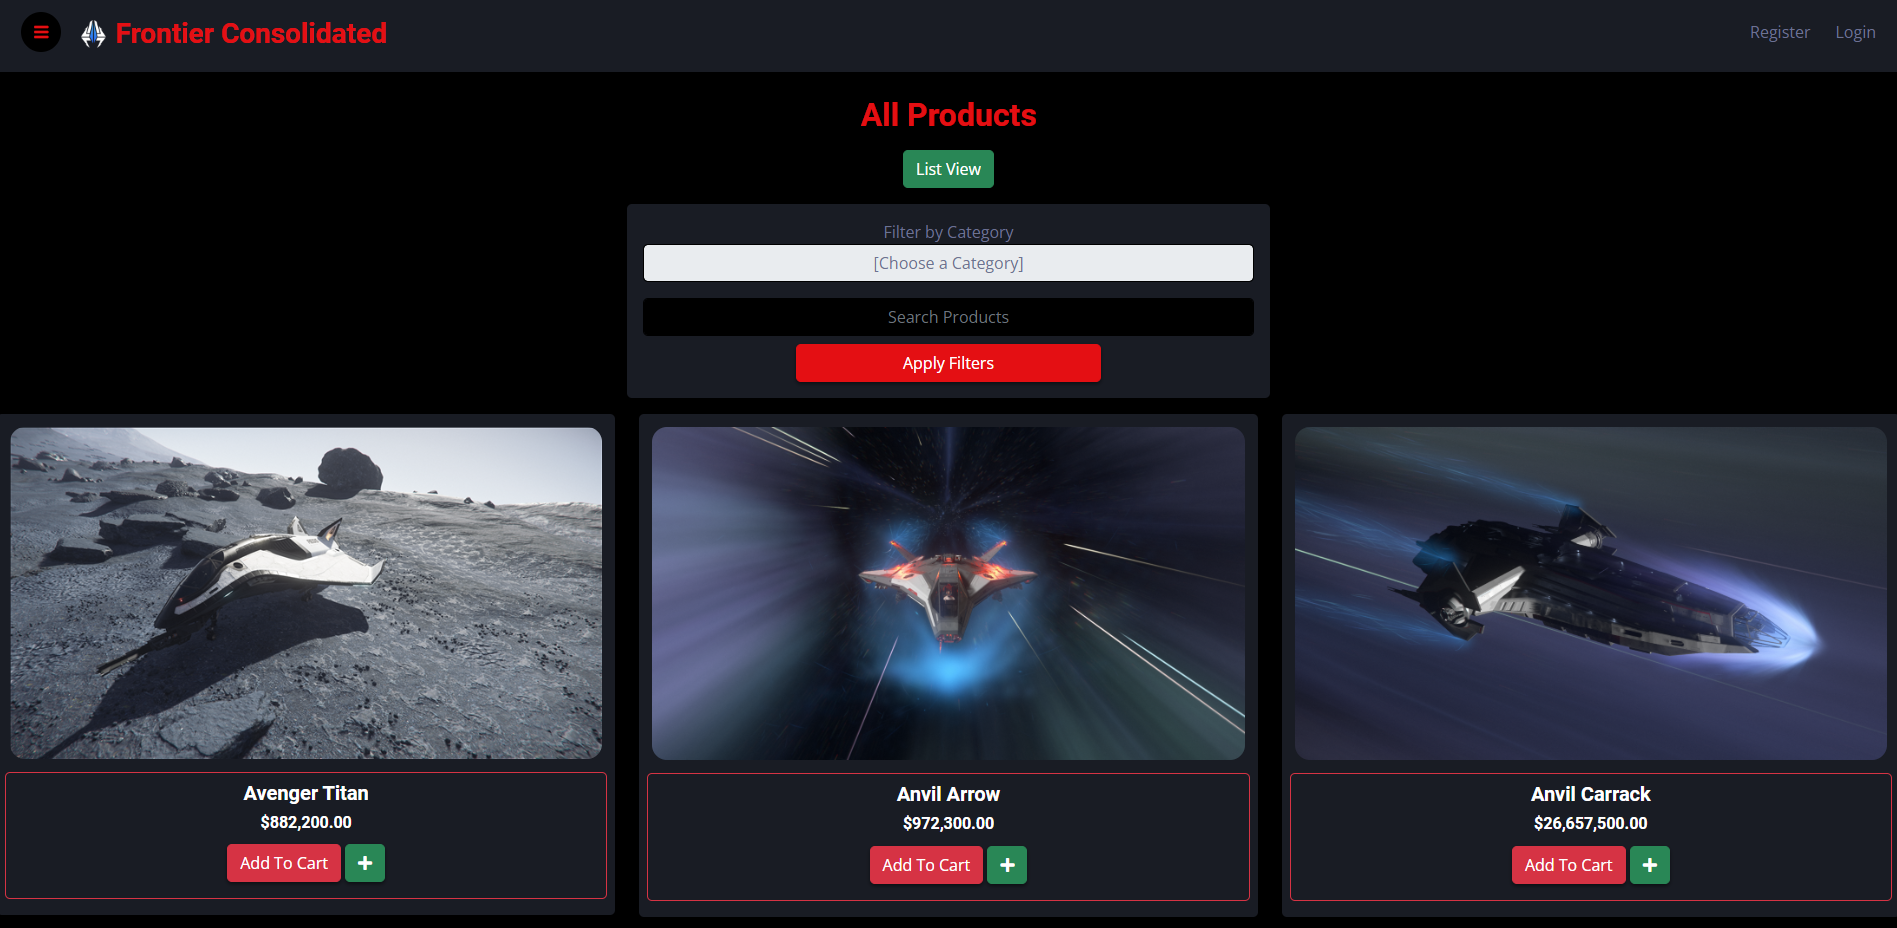 Frontier Consolidated
Register Login
All Products
List View
Filter by Category
[Choose a Category]
Search Products
Apply Filters
Avenger Titan
$882,200.00
Add To Cart +
Anvil Arrow
$972,300.00
Add To Cart +
Anvil Carrack
$26,657,500.00
Add To Cart +